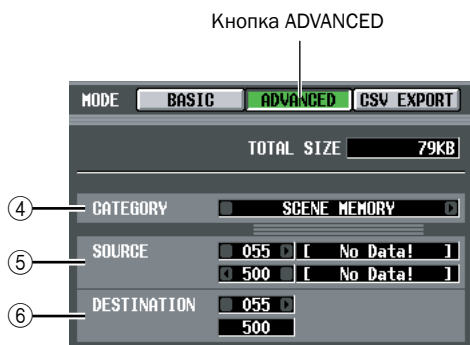 Кнопка ADVANCED
MODE BASIC ADVANCED CSV EXPORT
TOTAL SIZE 79KB
④ CATEGORY SCENE MEMORY
⑤ SOURCE 055 [ No Data! ]
500 [ No Data! ]
⑥ DESTINATION 055
500